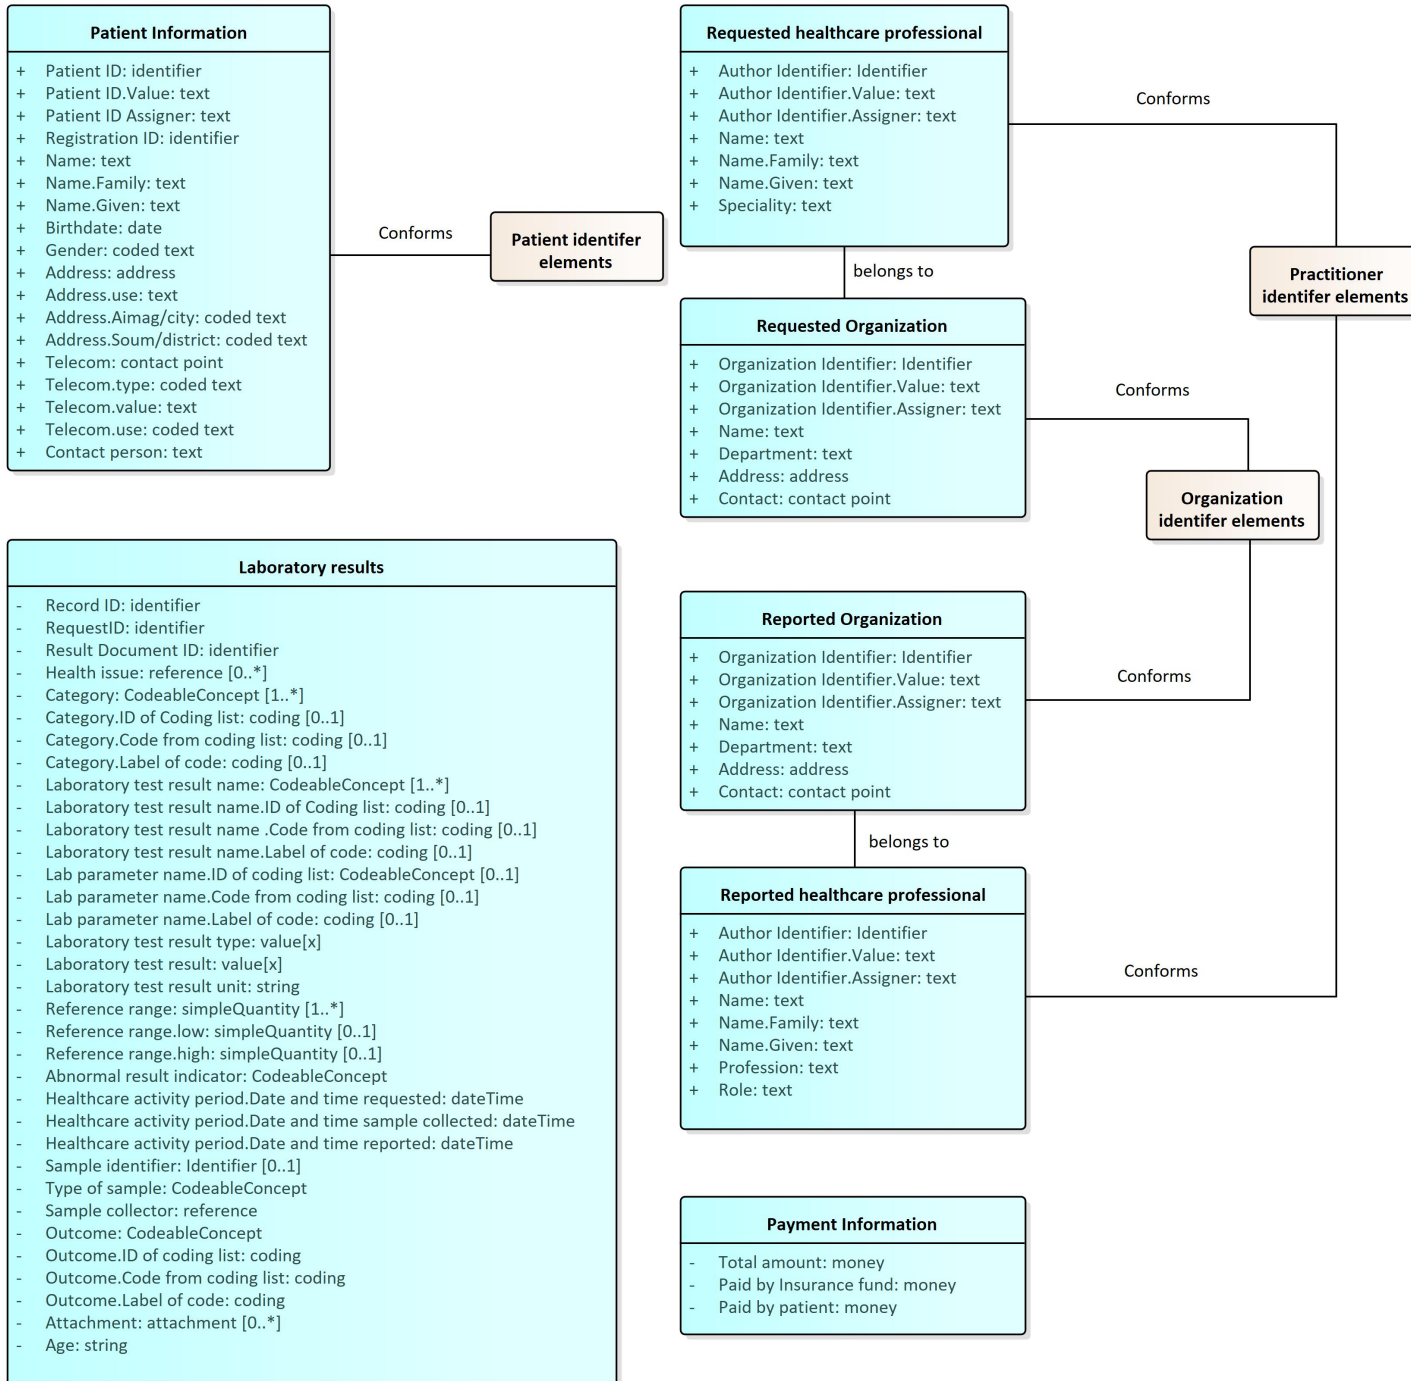 Patient Information
+ Patient ID: identifier
+ Patient ID.Value: text
+ Patient ID Assigner: text
+ Registration ID: identifier
+ Name: text
+ Name.Family: text
+ Name.Given: text
+ Birthdate: date
+ Gender: coded text
+ Address: address
+ Address.use: text
+ Address.Aimag/city: coded text
+ Address.Soum/district: coded text
+ Telecom: contact point
+ Telecom.type: coded text
+ Telecom.value: text
+ Telecom.use: coded text
+ Contact person: text
Conforms
Patient identifer
elements
Requested healthcare professional
+ Author Identifier: Identifier
+ Author Identifier.Value: text
+ Author Identifier.Assigner: text
+ Name: text
+ Name.Family: text
+ Name.Given: text
+ Speciality: text
Conforms
Practitioner
identifer elements
belongs to
Requested Organization
+ Organization Identifier: Identifier
+ Organization Identifier.Value: text
+ Organization Identifier.Assigner: text
+ Name: text
+ Department: text
+ Address: address
+ Contact: contact point
Conforms
Organization
identifer elements
Laboratory results
- Record ID: identifier
- RequestID: identifier
- Result Document ID: identifier
- Health issue: reference [0..*]
- Category: CodeableConcept [1..*]
- Category.ID of Coding list: coding [0..1]
- Category.Code from coding list: coding [0..1]
- Category.Label of code: coding [0..1]
- Laboratory test result name: CodeableConcept [1..*]
- Laboratory test result name.ID of Coding list: coding [0..1]
- Laboratory test result name .Code from coding list: coding [0..1]
- Laboratory test result name.Label of code: coding [0..1]
- Lab parameter name.ID of coding list: CodeableConcept [0..1]
- Lab parameter name.Code from coding list: coding [0..1]
- Lab parameter name.Label of code: coding [0..1]
- Laboratory test result type: value[x]
- Laboratory test result: value[x]
- Laboratory test result unit: string
- Reference range: simpleQuantity [1..*]
- Reference range.low: simpleQuantity [0..1]
- Reference range.high: simpleQuantity [0..1]
- Abnormal result indicator: CodeableConcept
- Healthcare activity period.Date and time requested: dateTime
- Healthcare activity period.Date and time sample collected: dateTime
- Healthcare activity period.Date and time reported: dateTime
- Sample identifier: Identifier [0..1]
- Type of sample: CodeableConcept
- Sample collector: reference
- Outcome: CodeableConcept
- Outcome.ID of coding list: coding
- Outcome.Code from coding list: coding
- Outcome.Label of code: coding
- Attachment: attachment [0..*]
- Age: string
Reported Organization
+ Organization Identifier: Identifier
+ Organization Identifier.Value: text
+ Organization Identifier.Assigner: text
+ Name: text
+ Department: text
+ Address: address
+ Contact: contact point
Conforms
belongs to
Reported healthcare professional
+ Author Identifier: Identifier
+ Author Identifier.Value: text
+ Author Identifier.Assigner: text
+ Name: text
+ Name.Family: text
+ Name.Given: text
+ Profession: text
+ Role: text
Conforms
Payment Information
- Total amount: money
- Paid by Insurance fund: money
- Paid by patient: money